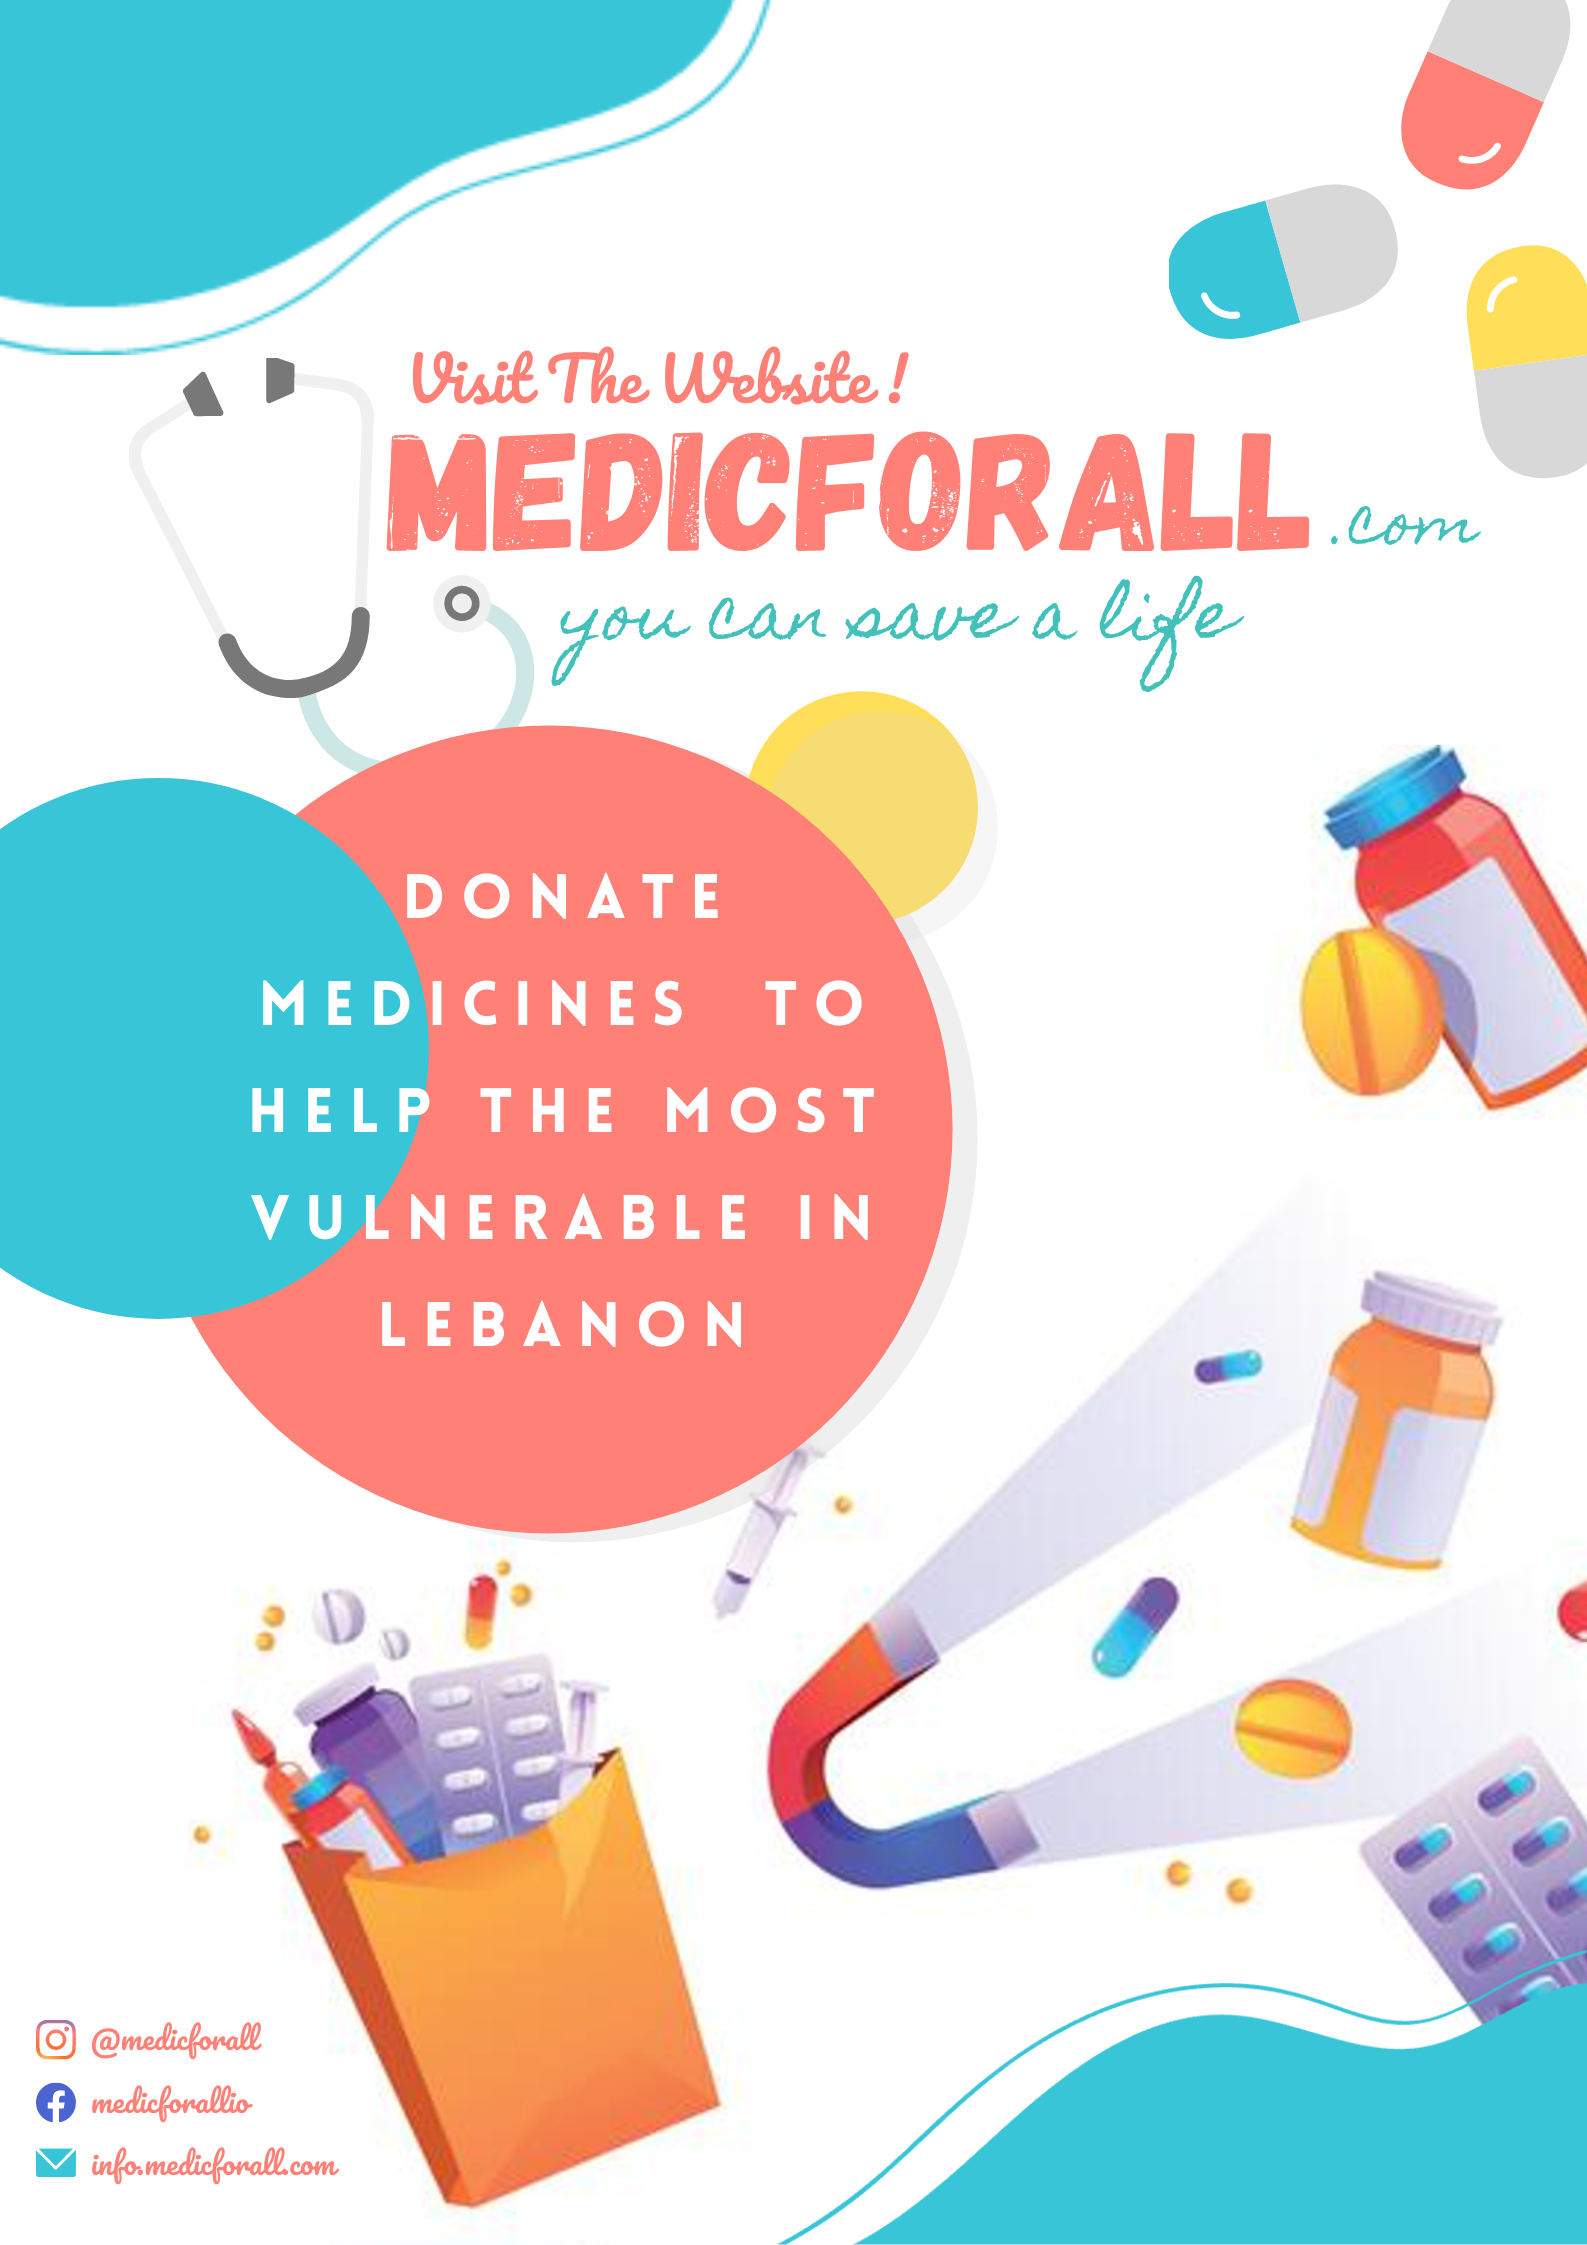 Visit The Website !
MEDICFORALL .com
you can save a life
DONATE
MEDICINES TO
HELP THE MOST
VULNERABLE IN
LEBANON
@medicforall
medicforallio
info.medicforall.com